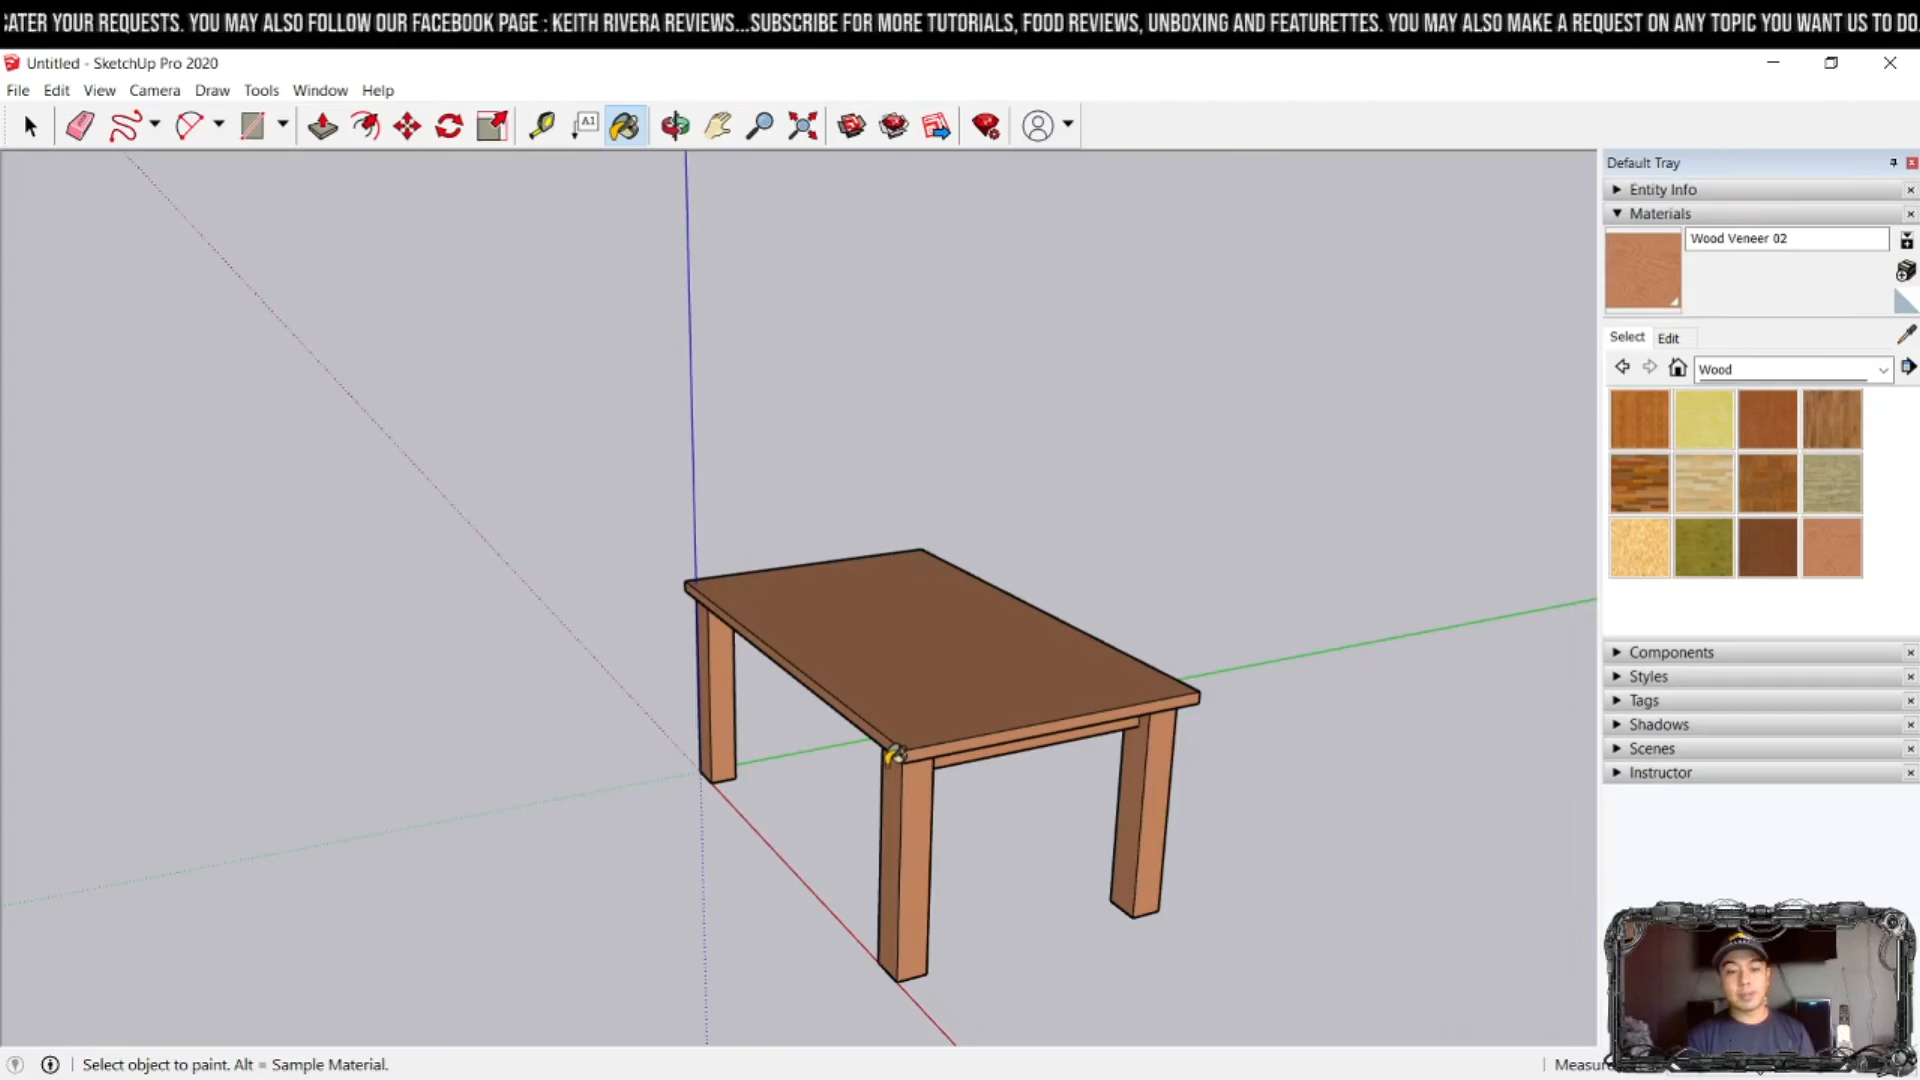 CATER YOUR REQUESTS. YOU MAY ALSO FOLLOW OUR FACEBOOK PAGE : KEITH RIVERA REVIEWS...SUBSCRIBE FOR MORE TUTORIALS, FOOD REVIEWS, UNBOXING AND FEATURETTES. YOU MAY ALSO MAKE A REQUEST ON ANY TOPIC YOU WANT US TO DO.
Untitled - SketchUp Pro 2020
File Edit View Camera Draw Tools Window Help
A1
Default Tray
Entity Info
Materials
Wood Veneer 02
Select Edit
Wood
Components
Styles
Tags
Shadows
Scenes
Instructor
Select object to paint. Alt = Sample Material.